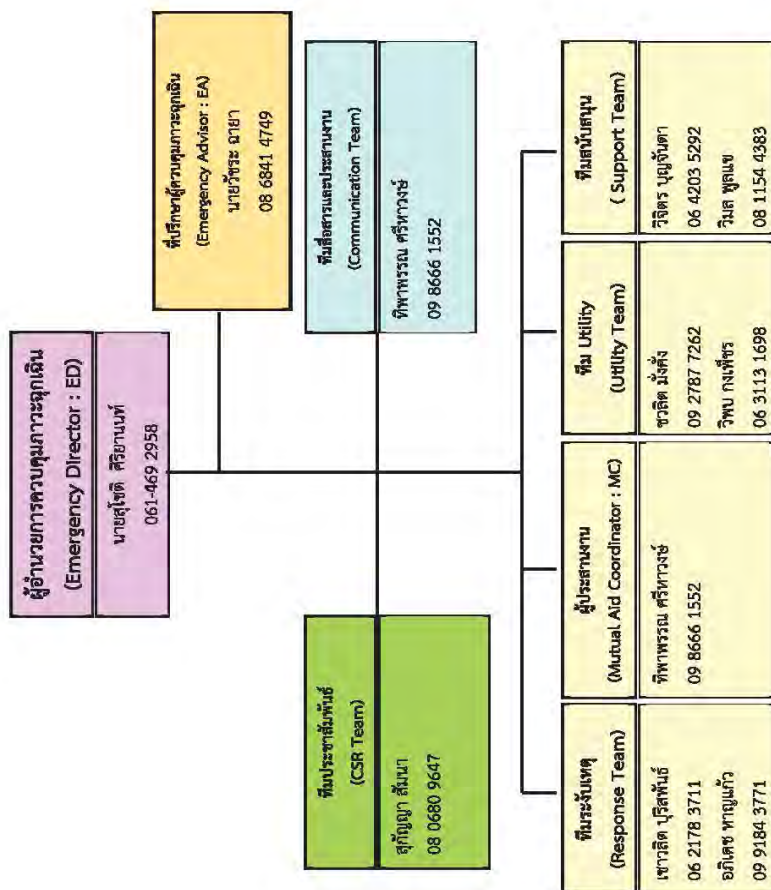 ผู้อำนวยการควบคุมภาวะฉุกเฉิน
(Emergency Director : ED)
นายสุโชติ ศิริยานนท์
061-469 2958
ที่ปรึกษาผู้ควบคุมภาวะฉุกเฉิน
(Emergency Advisor : EA)
นายวัชระ ฉายา
08 6841 4749
ทีมประชาสัมพันธ์
(CSR Team)
สุกัญญา สัมนา
08 0680 9647
ทีมสื่อสารและประสานงาน
(Communication Team)
ทิพาพรรณ ศรีหาวงษ์
09 8666 1552
ทีมระงับเหตุ
(Response Team)
เชาวลิต บุริสพันธ์
06 2178 3711
อภิเดช หาญแก้ว
09 9184 3771
ผู้ประสานงาน
(Mutual Aid Coordinator : MC)
ทิพาพรรณ ศรีหาวงษ์
09 8666 1552
ทีม Utility
(Utility Team)
ชวลิต มั่งคั่ง
09 2787 7262
วิพบ กงเพ็ชร
06 3113 1698
ทีมสนับสนุน
( Support Team)
วิจิตร บุญจันดา
06 4203 5292
วิมล พูลแข
08 1154 4383